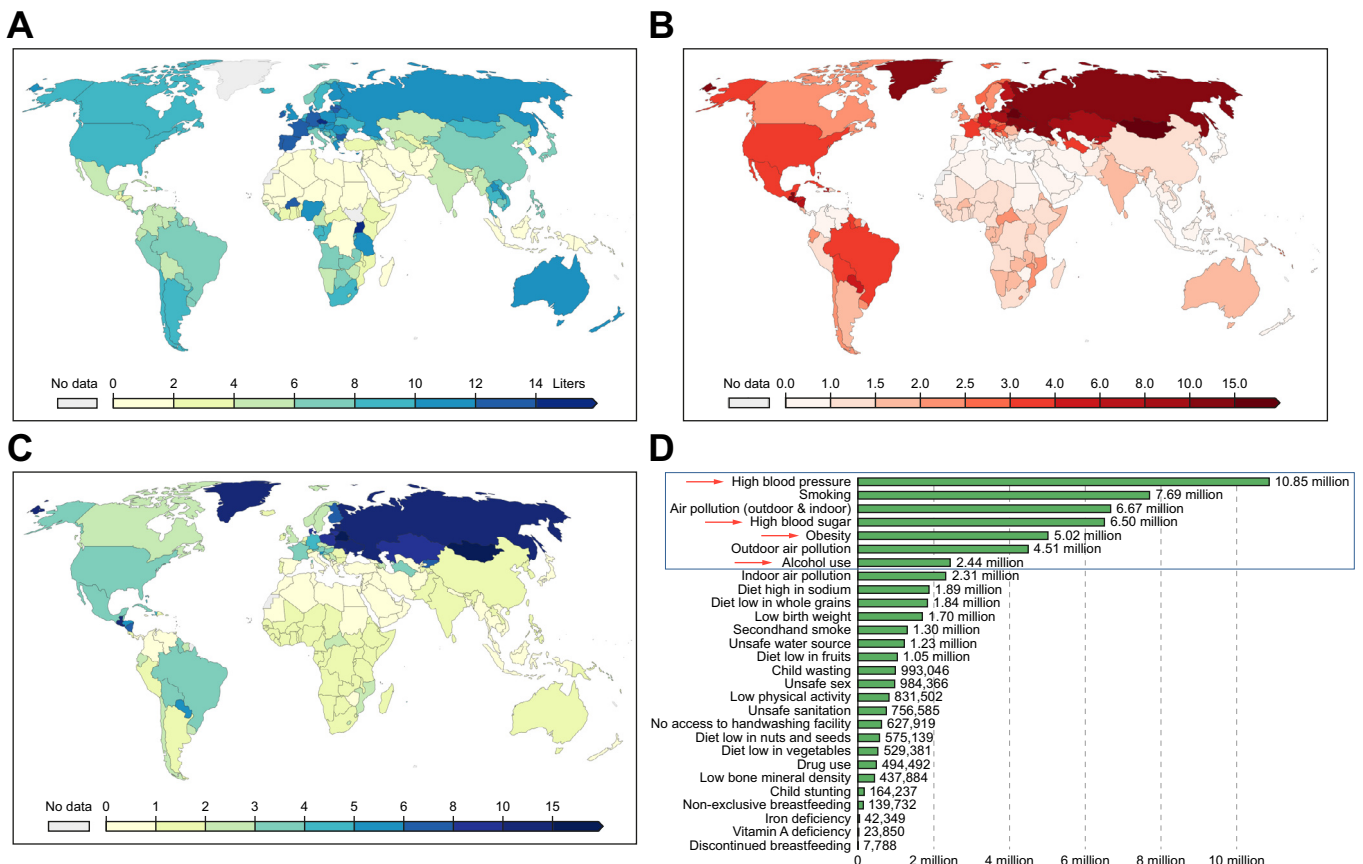 A
No data 0 2 4 6 8 10 12 14 Liters
B
No data 0.0 1.0 1.5 2.0 2.5 3.0 4.0 6.0 8.0 10.0 15.0
C
No data 0 1 2 3 4 5 6 8 10 15
D
High blood pressure 10.85 million
Smoking 7.69 million
Air pollution (outdoor & indoor) 6.67 million
High blood sugar 6.50 million
Obesity 5.02 million
Outdoor air pollution 4.51 million
Alcohol use 2.44 million
Indoor air pollution 2.31 million
Diet high in sodium 1.89 million
Diet low in whole grains 1.84 million
Low birth weight 1.70 million
Secondhand smoke 1.30 million
Unsafe water source 1.23 million
Diet low in fruits 1.05 million
Child wasting 993,046
Unsafe sex 984,366
Low physical activity 831,502
Unsafe sanitation 756,585
No access to handwashing facility 627,919
Diet low in nuts and seeds 575,139
Diet low in vegetables 529,381
Drug use 494,492
Low bone mineral density 437,884
Child stunting 164,237
Non-exclusive breastfeeding 139,732
Iron deficiency 42,349
Vitamin A deficiency 23,850
Discontinued breastfeeding 7,788
0 2 million 4 million 6 million 8 million 10 million